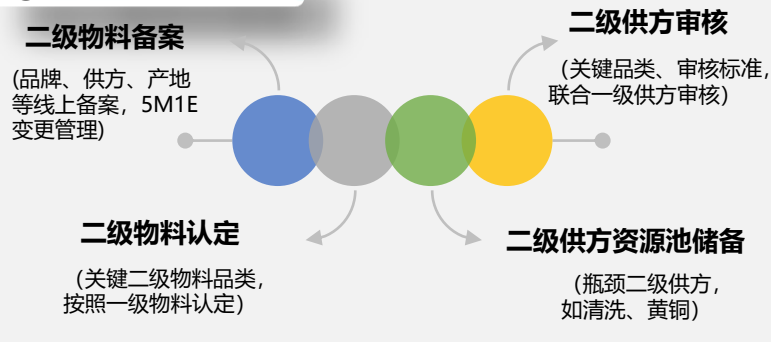 二级物料备案
(品牌、供方、产地
等线上备案，5M1E
变更管理)
二级供方审核
（关键品类、审核标准，
联合一级供方审核）
二级物料认定
（关键二级物料品类，
按照一级物料认定）
二级供方资源池储备
（瓶颈二级供方，
如清洗、黄铜）